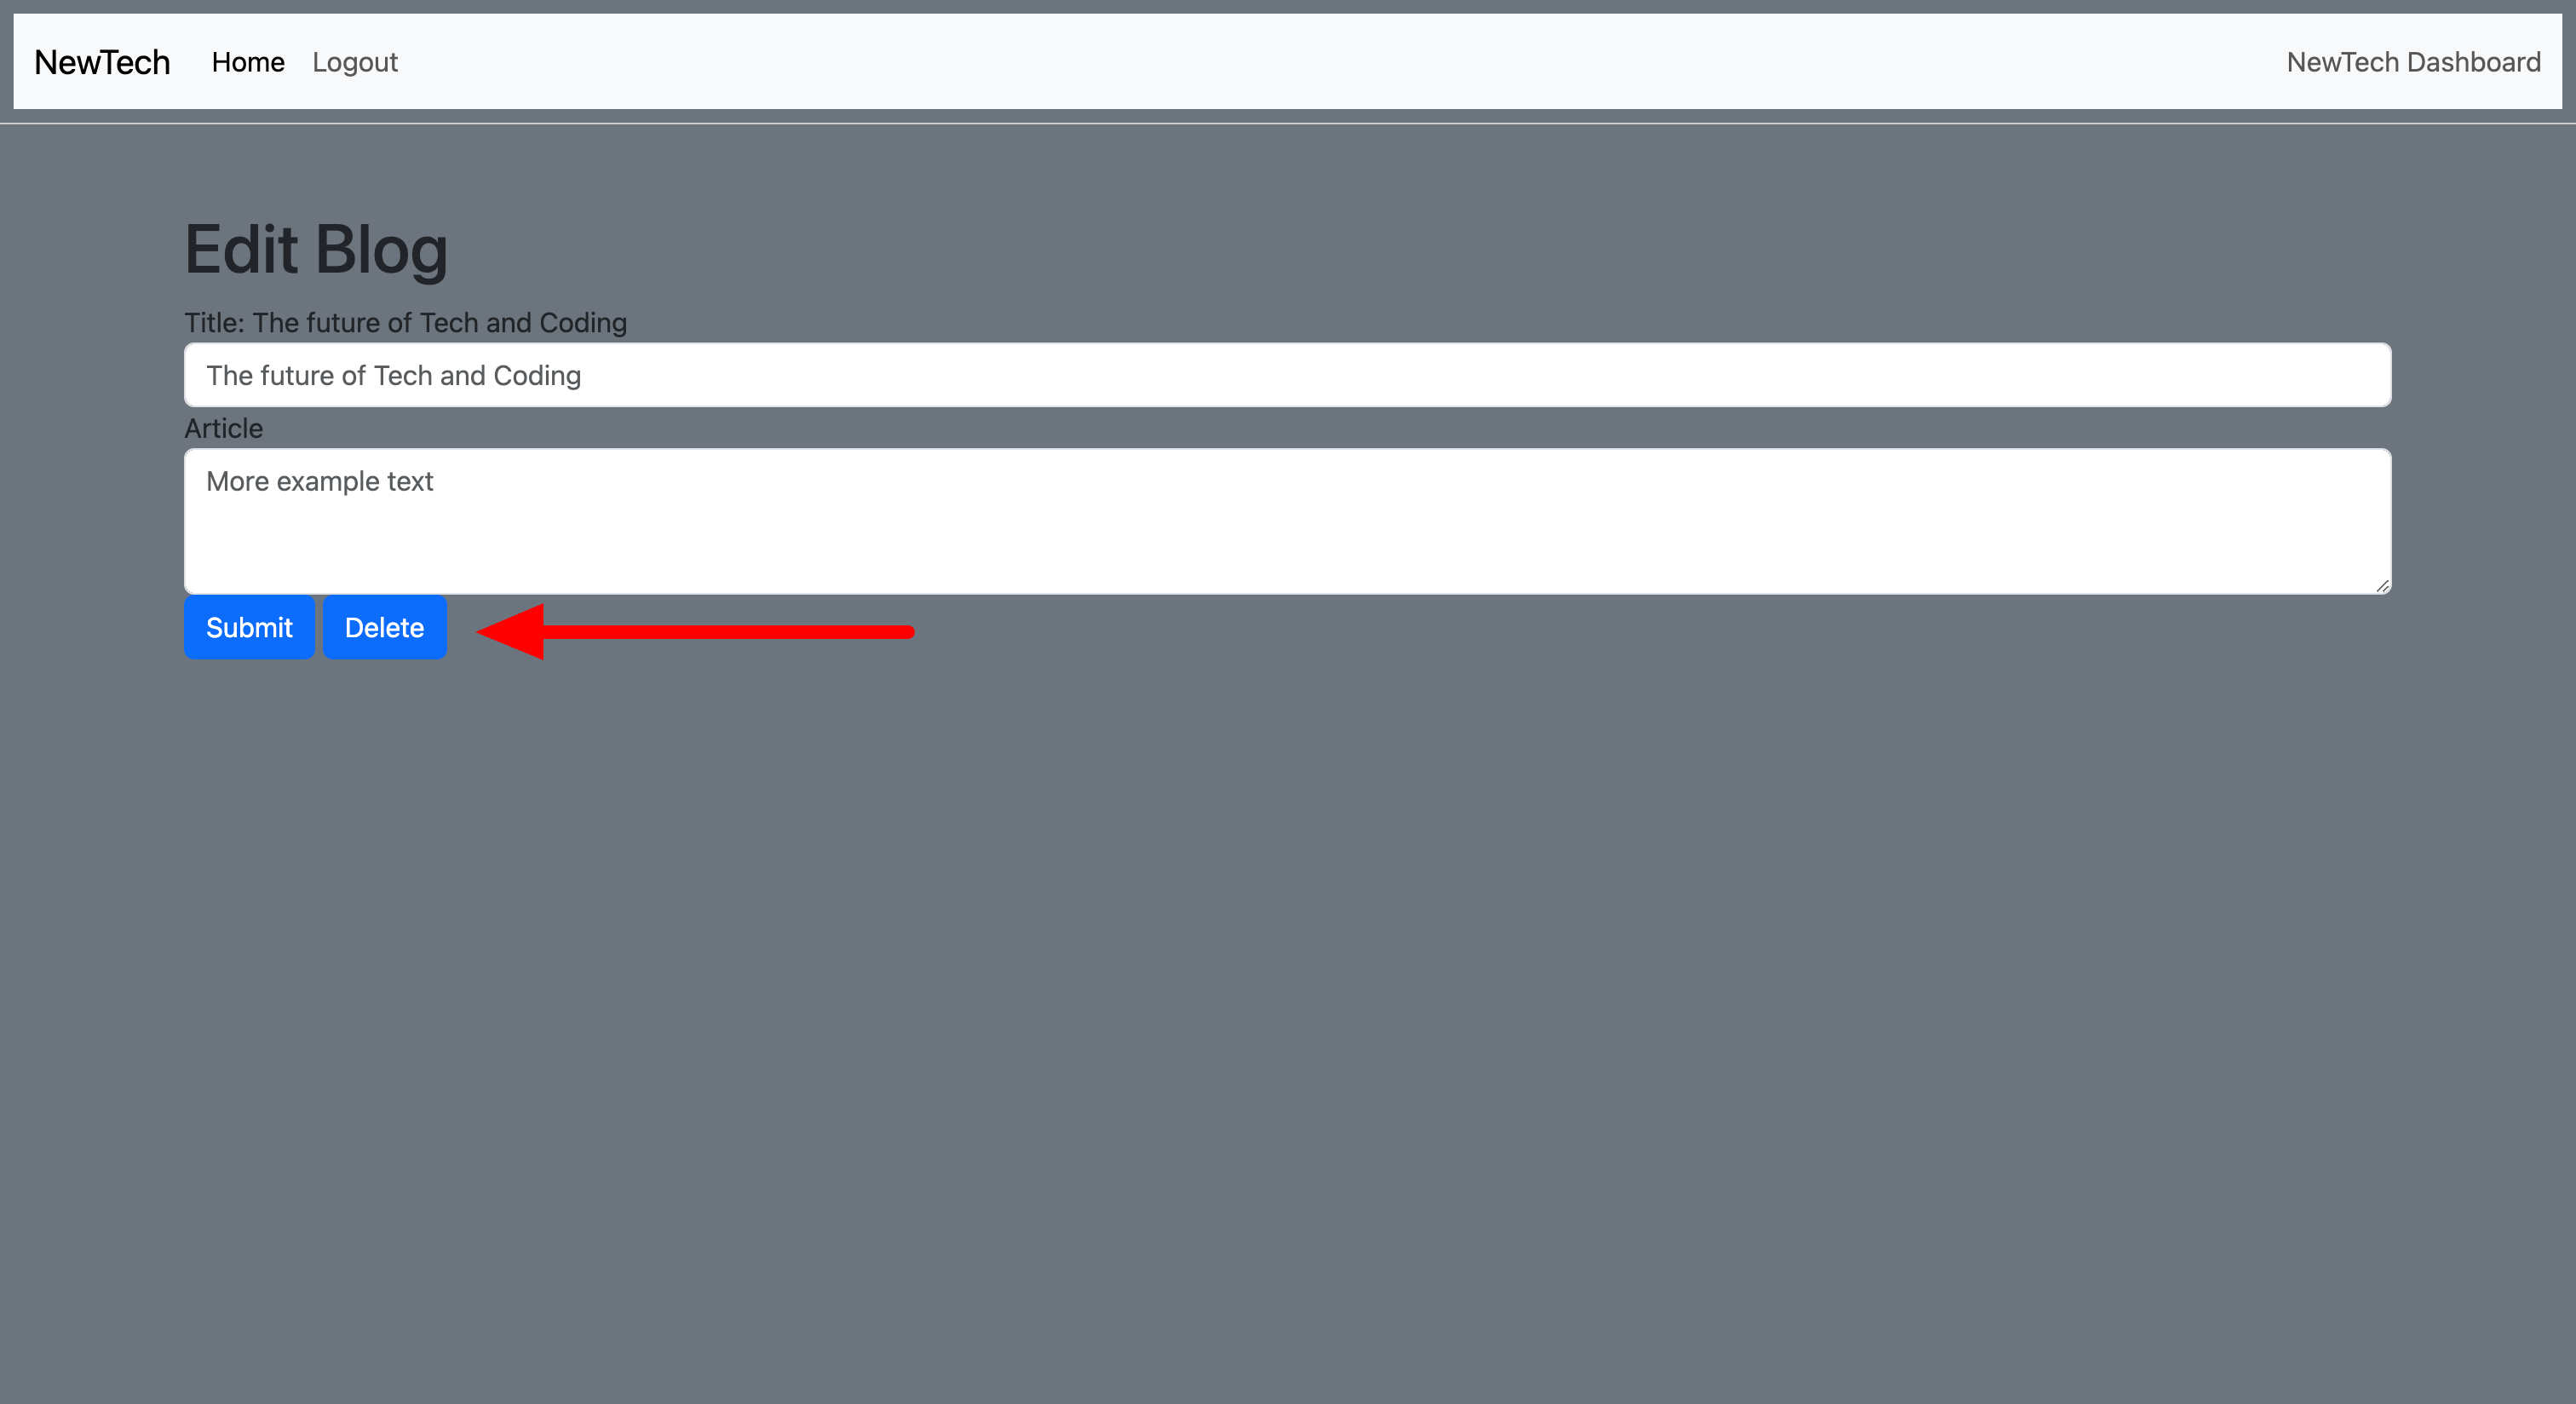 NewTech Home Logout NewTech Dashboard
Edit Blog
Title: The future of Tech and Coding
The future of Tech and Coding
Article
More example text
Submit Delete